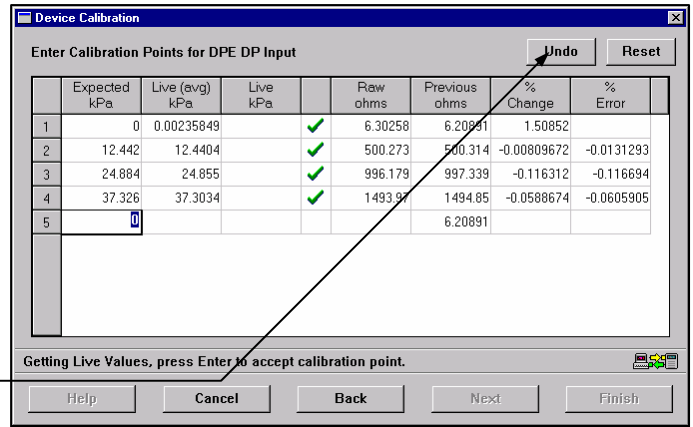 Device Calibration
Enter Calibration Points for DPE DP Input
Undo Reset
Expected kPa Live (avg) kPa Live kPa Raw ohms Previous ohms % Change % Error
1 0 0.00235849 6.30258 6.20891 1.50852
2 12.442 12.4404 500.273 500.314 -0.00809672 -0.0131293
3 24.884 24.855 996.179 997.339 -0.116312 -0.116694
4 37.326 37.3034 1493.97 1494.85 -0.0588674 -0.0605905
5 0 6.20891
Getting Live Values, press Enter to accept calibration point.
Help Cancel Back Next Finish